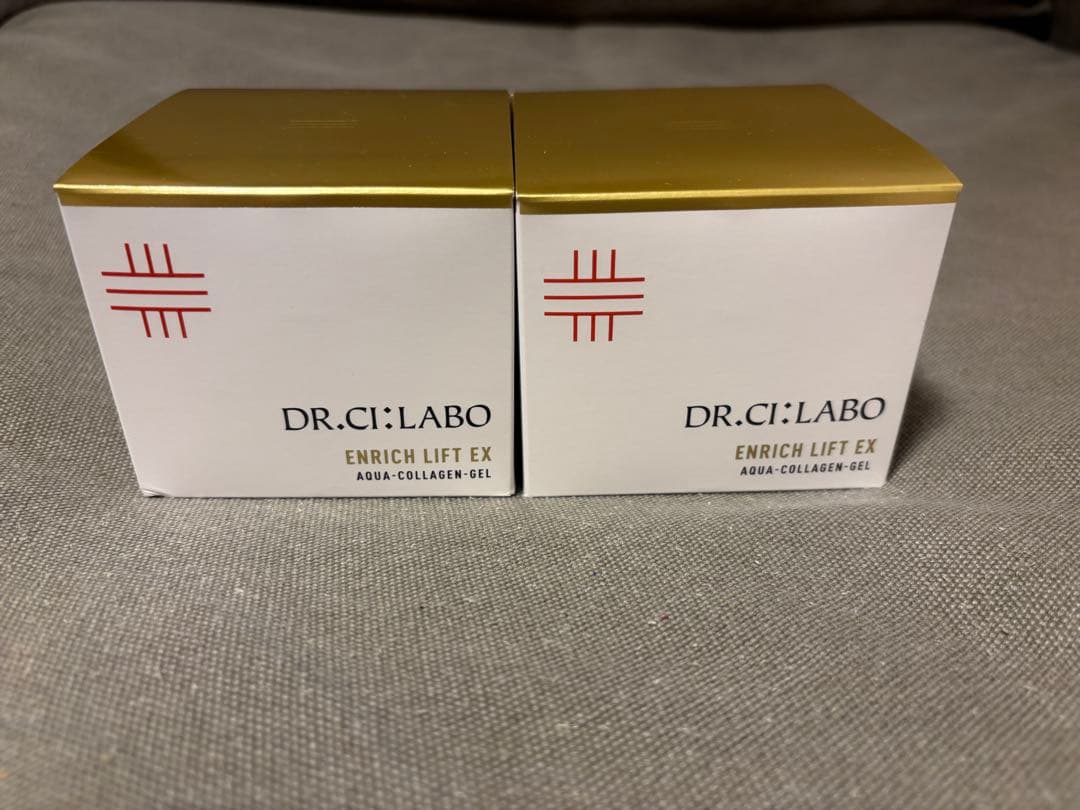 DR.CI:LABO
ENRICH LIFT EX
AQUA-COLLAGEN-GEL
DR.CI:LABO
ENRICH LIFT EX
AQUA-COLLAGEN-GEL